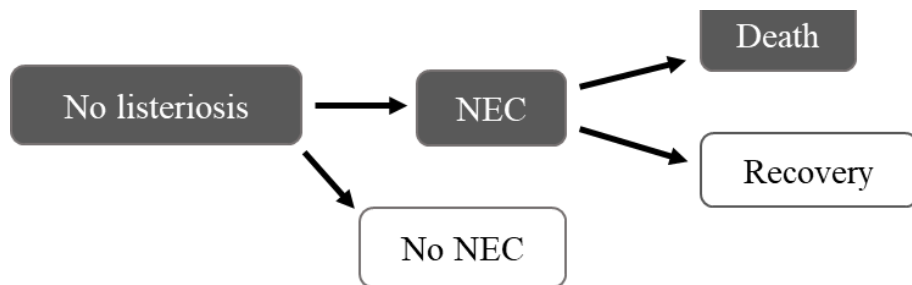 Death
No listeriosis
NEC
Recovery
No NEC